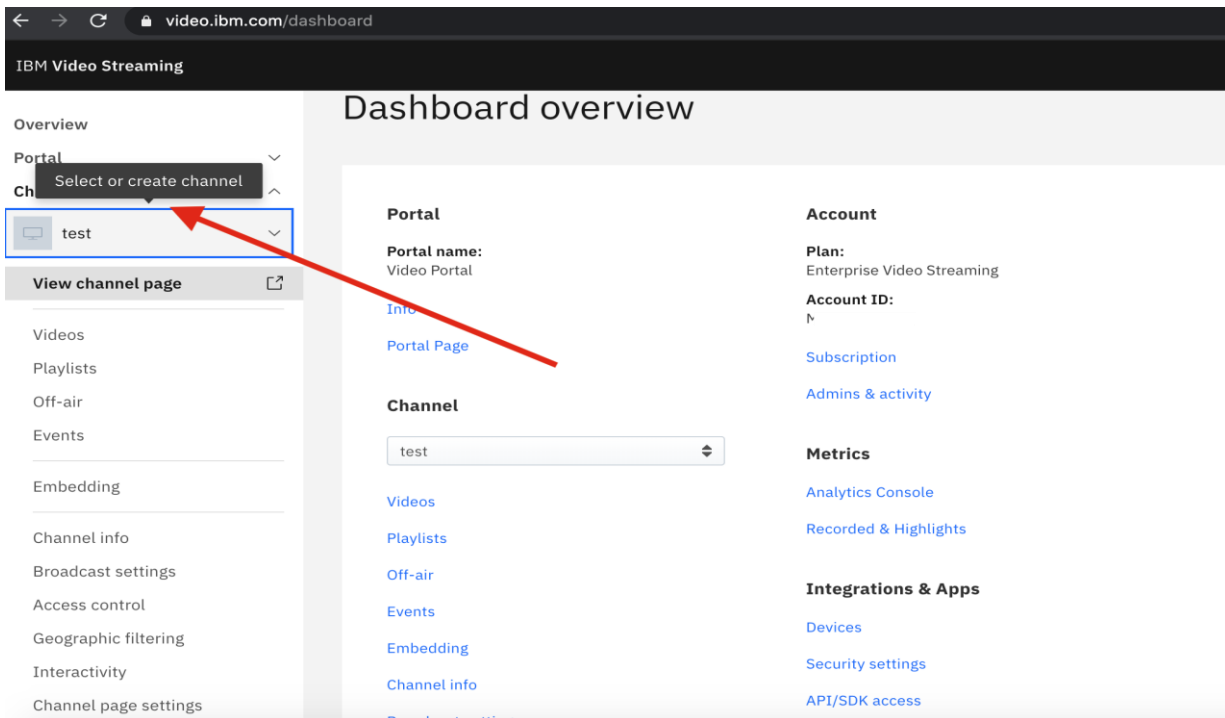 video.ibm.com/dashboard
IBM Video Streaming
Overview
Portal
Ch
Select or create channel
test
View channel page
Videos
Playlists
Off-air
Events
Embedding
Channel info
Broadcast settings
Access control
Geographic filtering
Interactivity
Channel page settings
Dashboard overview
Portal
Portal name:
Video Portal
Info
Portal Page
Channel
test
Videos
Playlists
Off-air
Events
Embedding
Channel info
Account
Plan:
Enterprise Video Streaming
Account ID:
Subscription
Admins & activity
Metrics
Analytics Console
Recorded & Highlights
Integrations & Apps
Devices
Security settings
API/SDK access